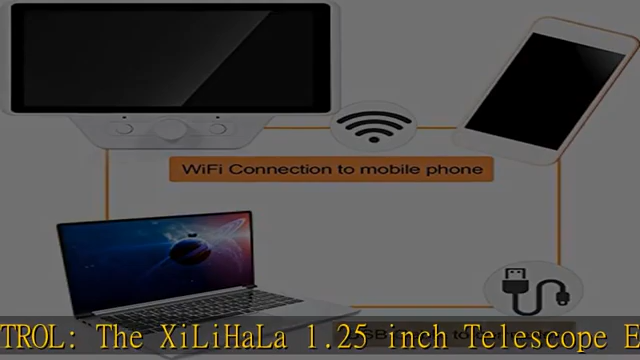 WiFi Connection to mobile phone
TROL: The XiLiHaLa 1.25 inch Telescope E